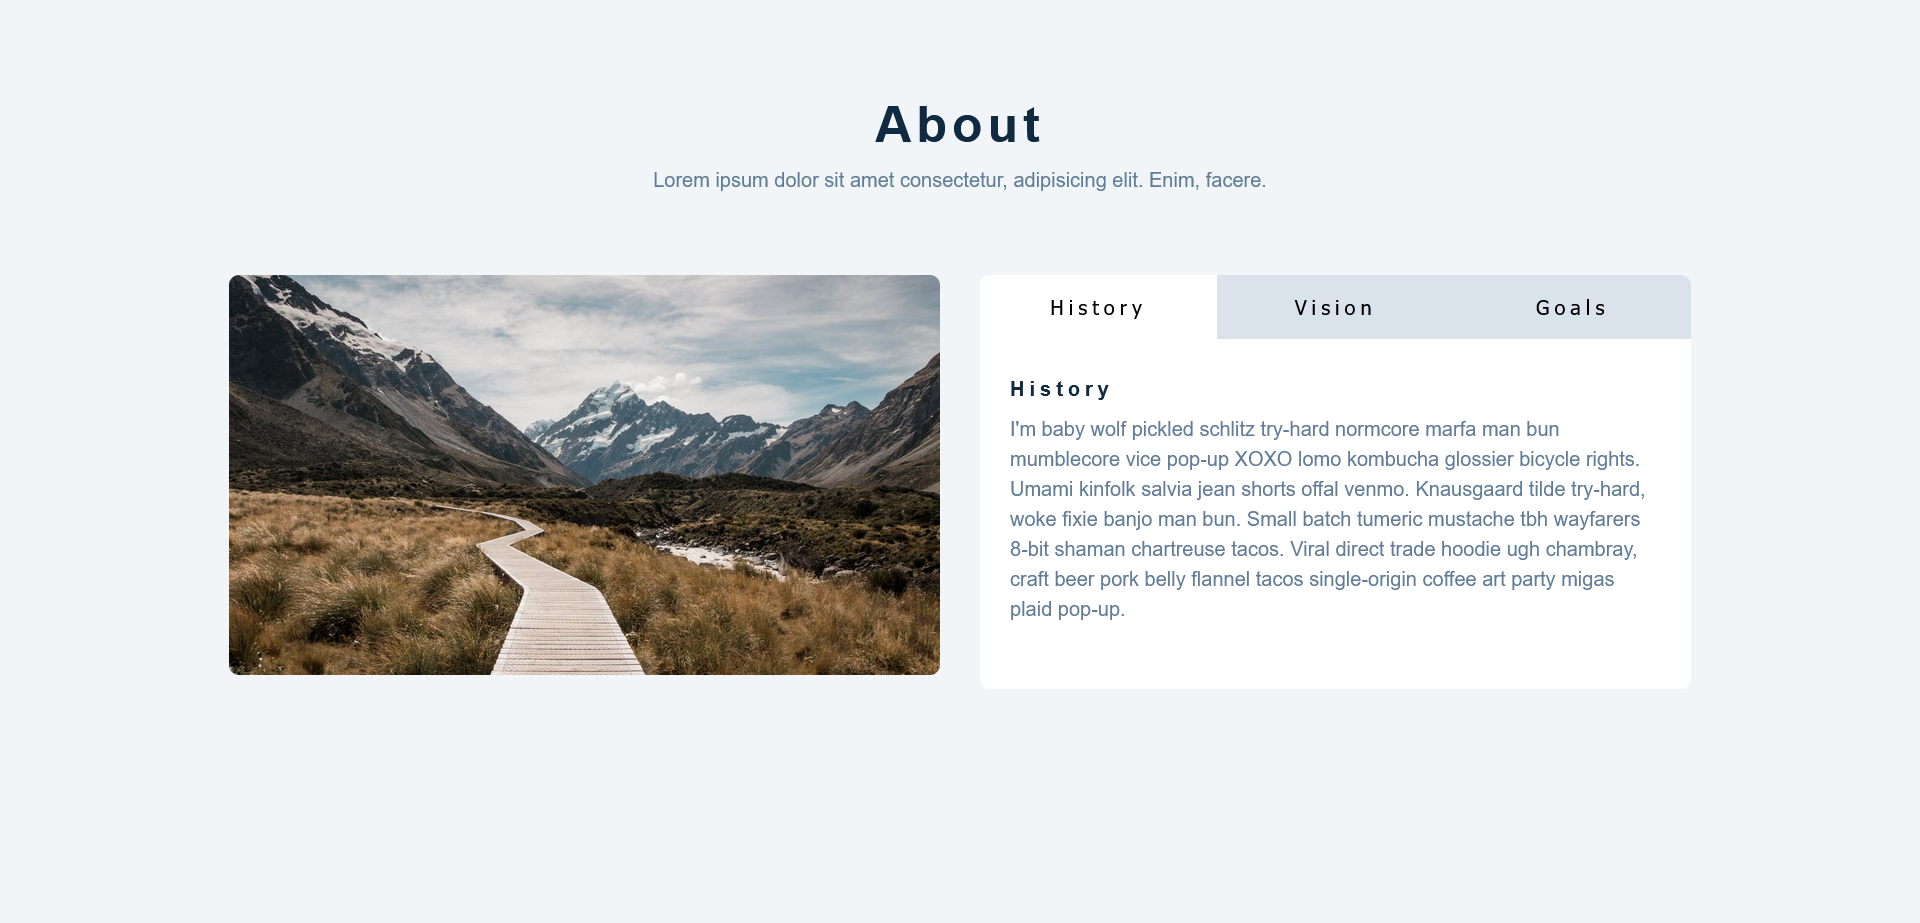 About
Lorem ipsum dolor sit amet consectetur, adipisicing elit. Enim, facere.
History
Vision
Goals
History
I'm baby wolf pickled schlitz try-hard normcore marfa man bun
mumblecore vice pop-up XOXO lomo kombucha glossier bicycle rights.
Umami kinfolk salvia jean shorts offal venmo. Knausgaard tilde try-hard,
woke fixie banjo man bun. Small batch tumeric mustache tbh wayfarers
8-bit shaman chartreuse tacos. Viral direct trade hoodie ugh chambray,
craft beer pork belly flannel tacos single-origin coffee art party migas
plaid pop-up.